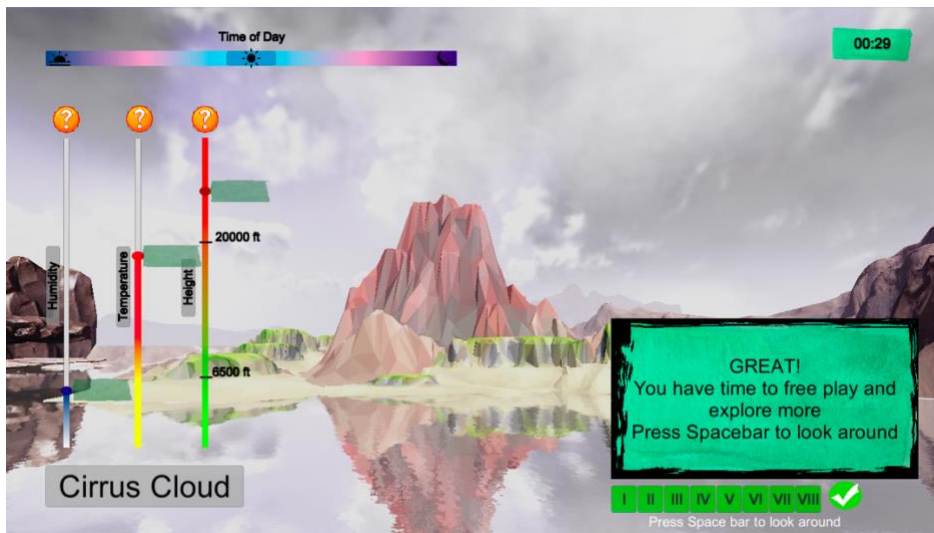 Time of Day
00:29
?
?
?
20000 ft
Humidity
Temperature
Height
6500 ft
GREAT!
You have time to free play and
explore more
Press Spacebar to look around
Cirrus Cloud
I II III IV V VI VII VIII
Press Space bar to look around